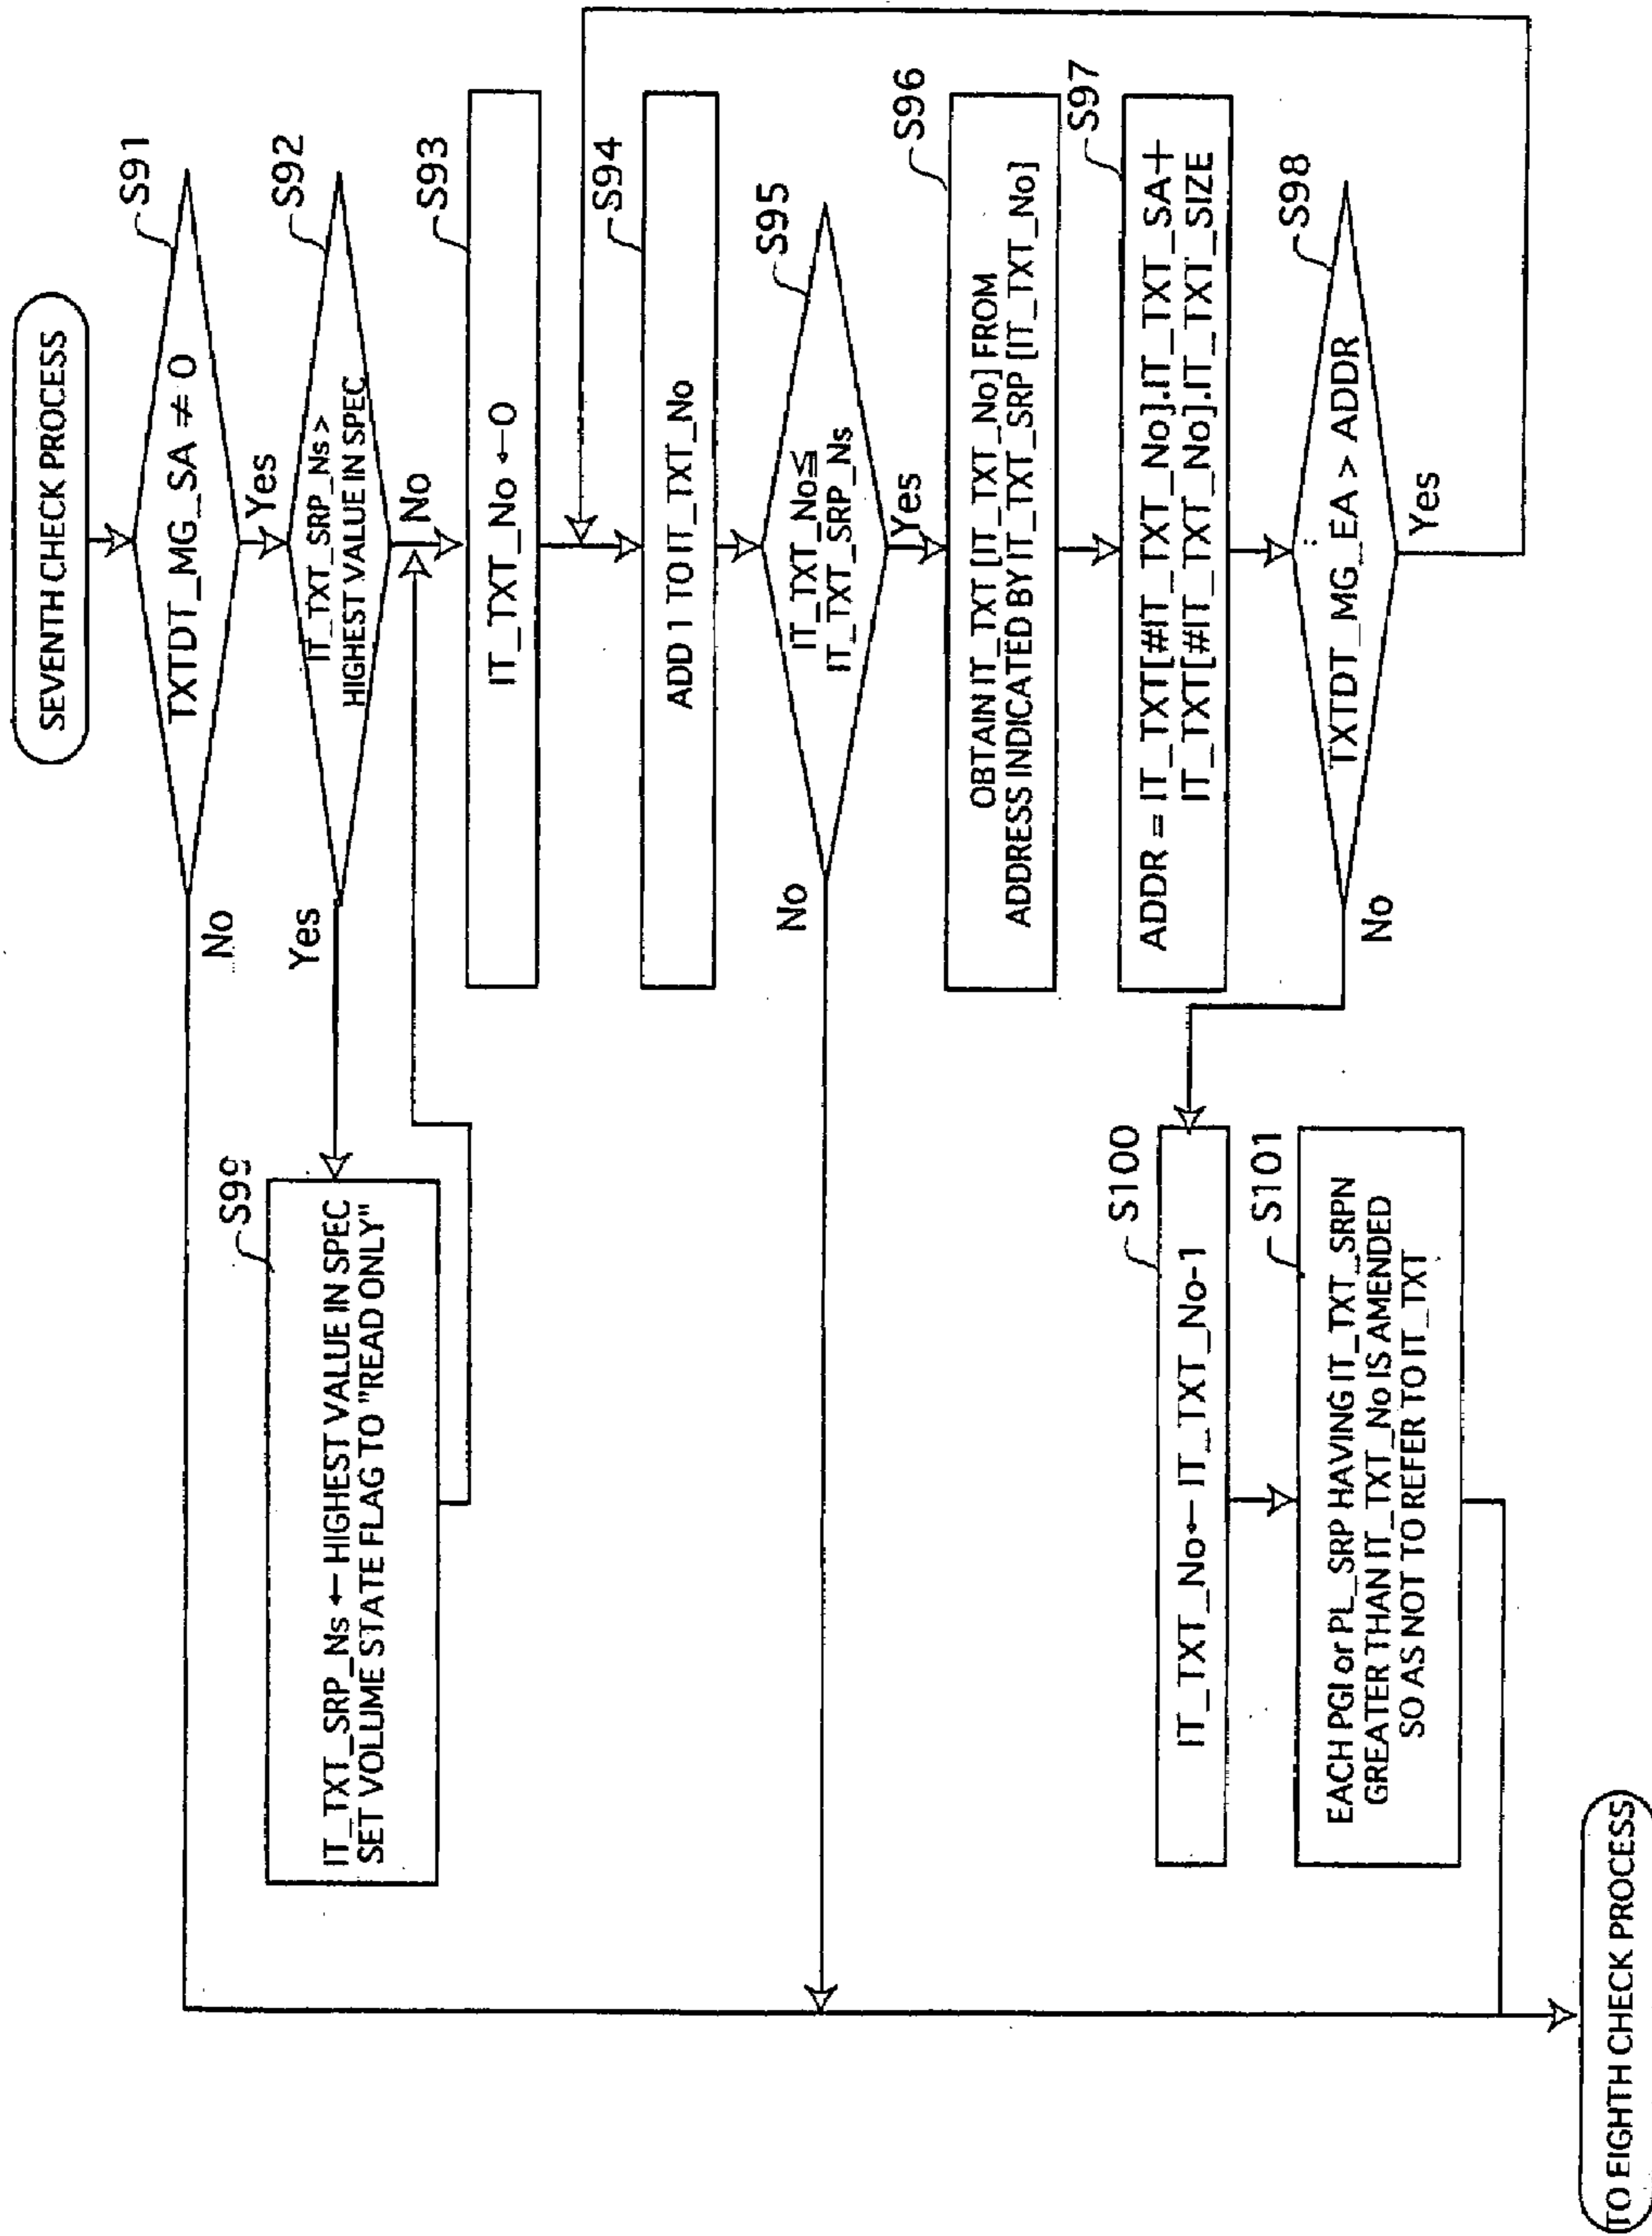 SEVENTH CHECK PROCESS
S91
TXTDT_MG_SA ≠ 0
No
Yes
S92
IT_TXT_SRP_Ns >
HIGHEST VALUE IN SPEC
Yes
No
S99
IT_TXT_SRP_Ns ← HIGHEST VALUE IN SPEC
SET VOLUME STATE FLAG TO "READ ONLY"
S93
IT_TXT_No ← 0
S94
ADD 1 TO IT_TXT_No
S95
IT_TXT_No ≦
IT_TXT_SRP_Ns
No
Yes
S96
OBTAIN IT_TXT [IT_TXT_No] FROM
ADDRESS INDICATED BY IT_TXT_SRP [IT_TXT_No]
S97
ADDR = IT_TXT[#IT_TXT_No].IT_TXT_SA+
IT_TXT[#IT_TXT_No].IT_TXT_SIZE
S98
TXTDT_MG_EA > ADDR
No
Yes
S100
IT_TXT_No ← IT_TXT_No-1
S101
EACH PGI or PL_SRP HAVING IT_TXT_SRPN
GREATER THAN IT_TXT_No IS AMENDED
SO AS NOT TO REFER TO IT_TXT
TO EIGHTH CHECK PROCESS